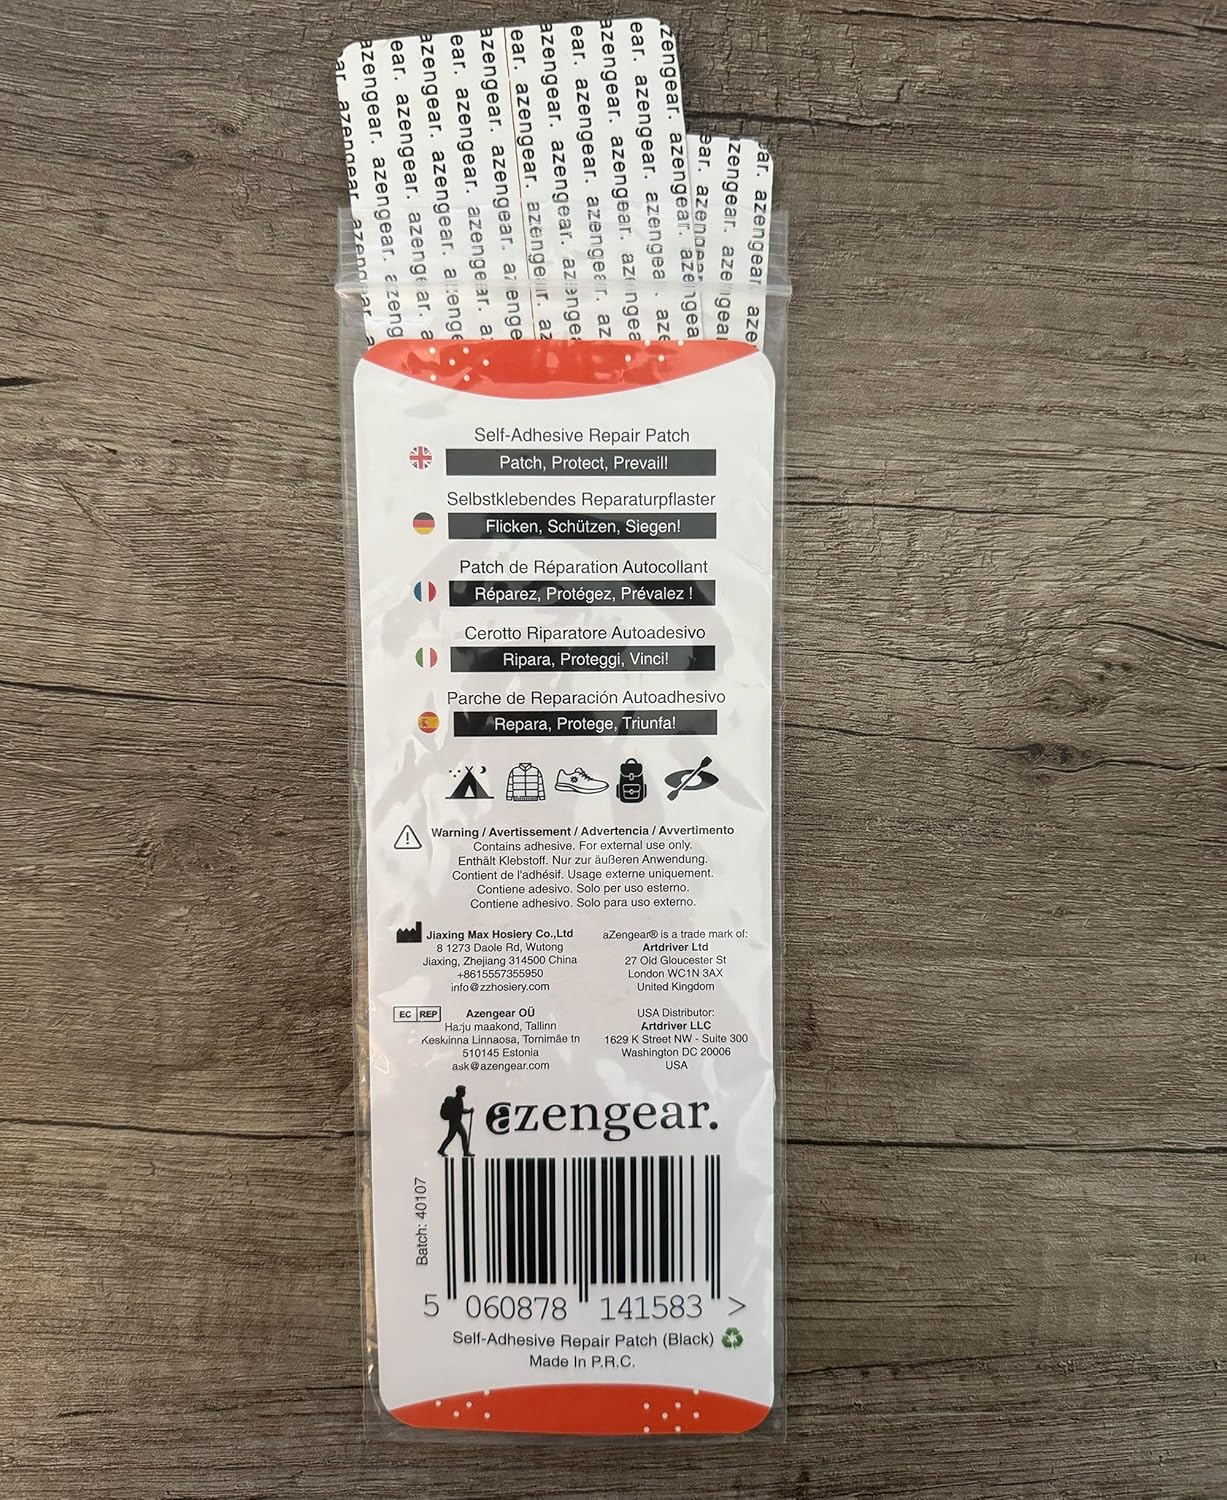 azengear. azengear. azengear.
Self-Adhesive Repair Patch
Patch, Protect, Prevail!
Selbstklebendes Reparaturpflaster
Flicken, Schützen, Siegen!
Patch de Réparation Autocollant
Réparez, Protégez, Prévalez !
Cerotto Riparatore Autoadesivo
Ripara, Proteggi, Vinci!
Parche de Reparación Autoadhesivo
Repara, Protege, Triunfa!
Warning / Avertissement / Advertencia / Avvertimento
Contains adhesive. For external use only.
Enthält Klebstoff. Nur zur äußeren Anwendung.
Contient de l'adhésif. Usage externe uniquement.
Contiene adesivo. Solo per uso esterno.
Contiene adhesivo. Solo para uso externo.
Jiaxing Max Hosiery Co.,Ltd
8 1273 Daole Rd, Wutong
Jiaxing, Zhejiang 314500 China
+8615557355950
info@zzhosiery.com
aZengear® is a trade mark of:
Artdriver Ltd
27 Old Gloucester St
London WC1N 3AX
United Kingdom
EC REP
Azengear OÜ
Harju maakond, Tallinn
Keskinna Linnaosa, Tornimäe tn
510145 Estonia
ask@azengear.com
USA Distributor:
Artdriver LLC
1629 K Street NW - Suite 300
Washington DC 20006
USA
azengear.
Batch: 40107
5 060878 141583 >
Self-Adhesive Repair Patch (Black)
Made In P.R.C.